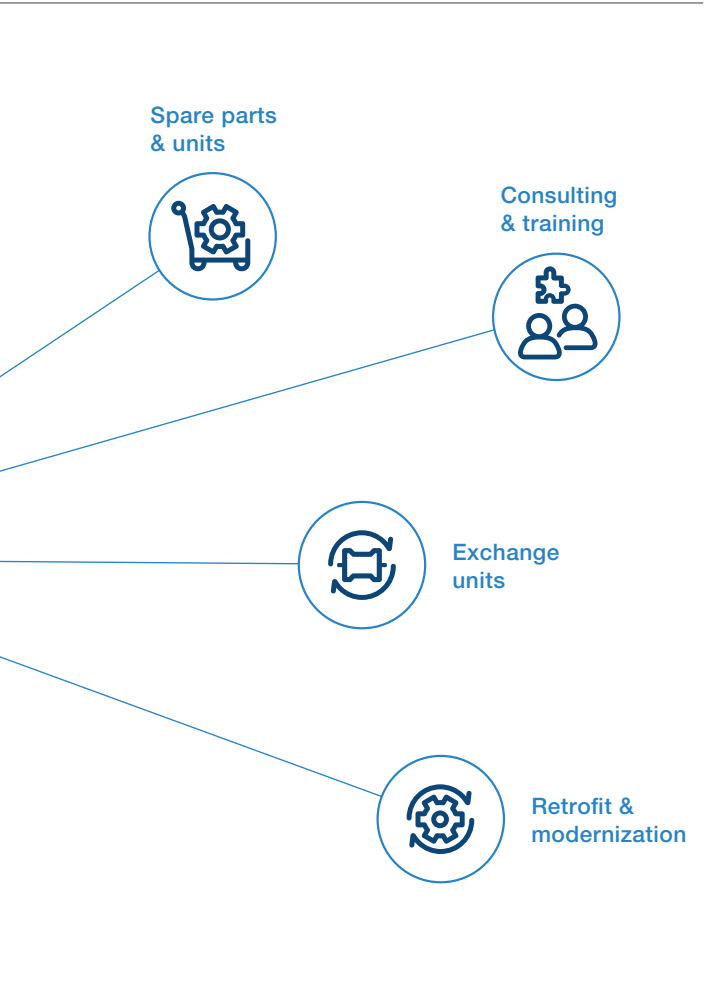 Spare parts
& units
Consulting
& training
Exchange
units
Retrofit &
modernization